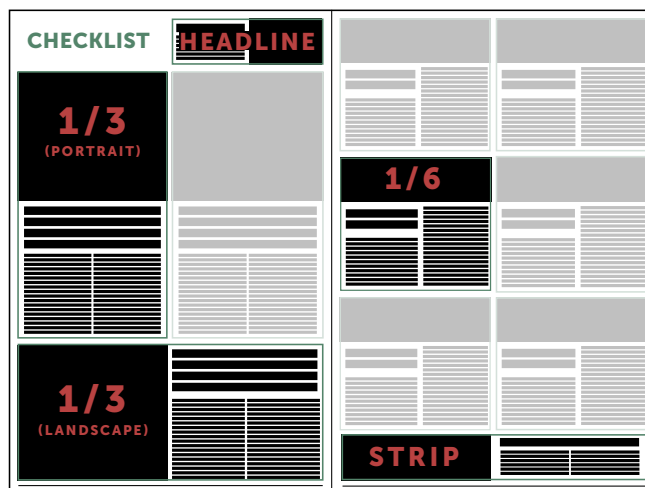 CHECKLIST
HEADLINE
1/3
(PORTRAIT)
1/3
(LANDSCAPE)
1/6
STRIP